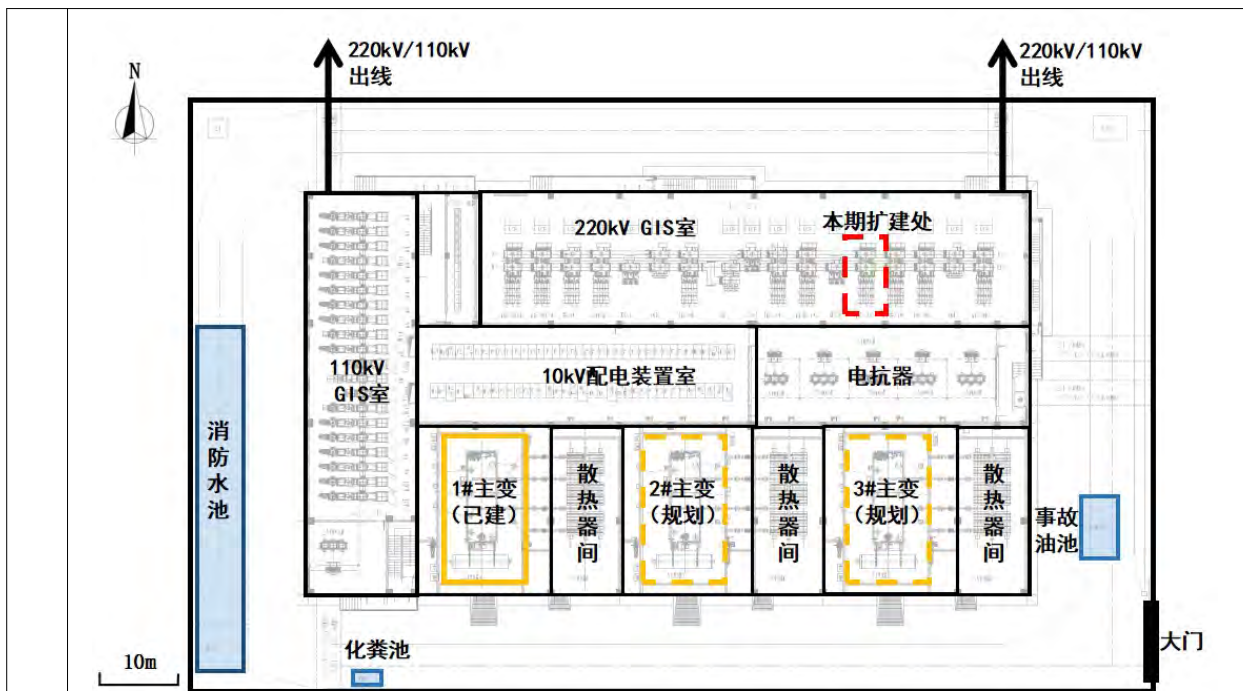 220kV/110kV
出线
220kV/110kV
出线
N
220kV GIS室
本期扩建处
110kV
GIS室
10kV配电装置室
电抗器
消防水池
1#主变
(已建)
散热器间
2#主变
(规划)
散热器间
3#主变
(规划)
散热器间
事故
油池
化粪池
大门
10m